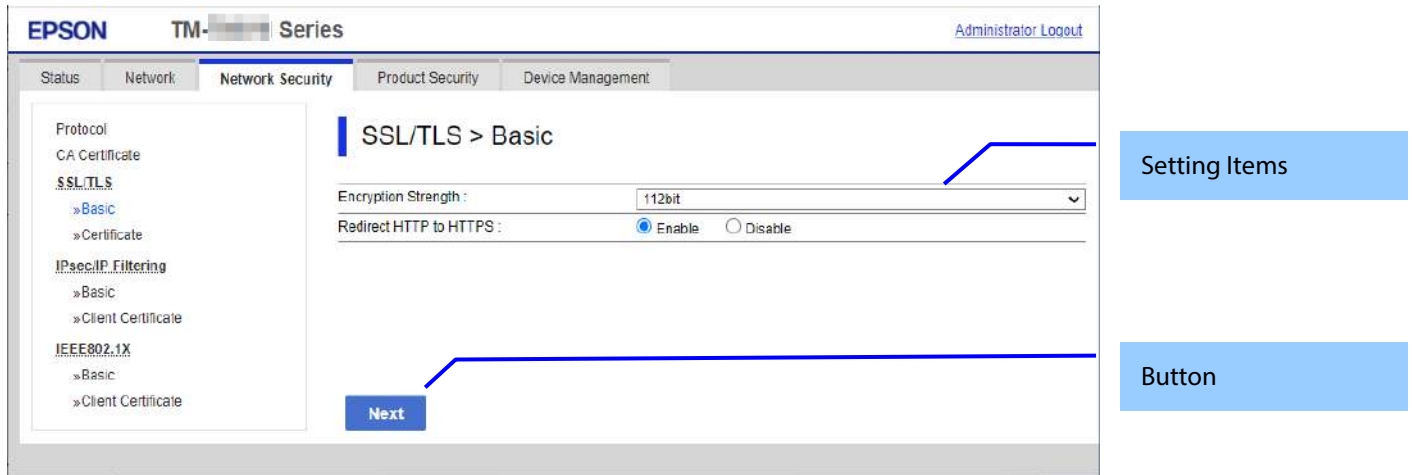 EPSON TM- Series Administrator Logout
Status Network Network Security Product Security Device Management
Protocol
CA Certificate
SSL/TLS
»Basic
»Certificate
IPsec/IP Filtering
»Basic
»Client Certificate
IEEE802.1X
»Basic
»Client Certificate
SSL/TLS > Basic
Encryption Strength : 112bit
Redirect HTTP to HTTPS : Enable Disable
Next
Setting Items
Button